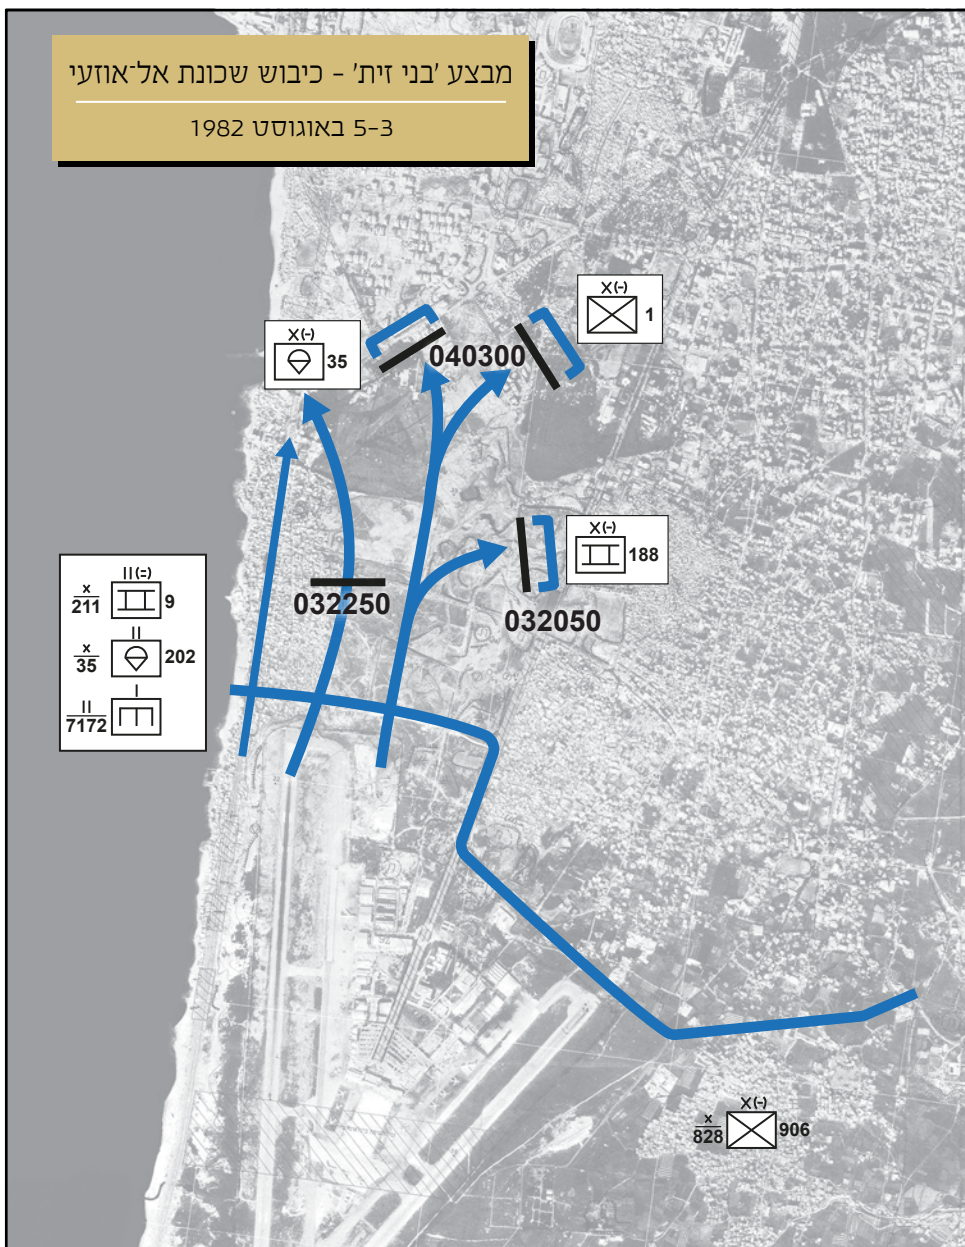 מבצע 'בני זית' - כיבוש שכונת אל־אוזעי
3-5 באוגוסט 1982
X(-)
1
X(-)
35
040300
X(-)
188
032250
032050
II(=)
x
211
9
II
x
35
202
I
II
7172
X(-)
x
828
906